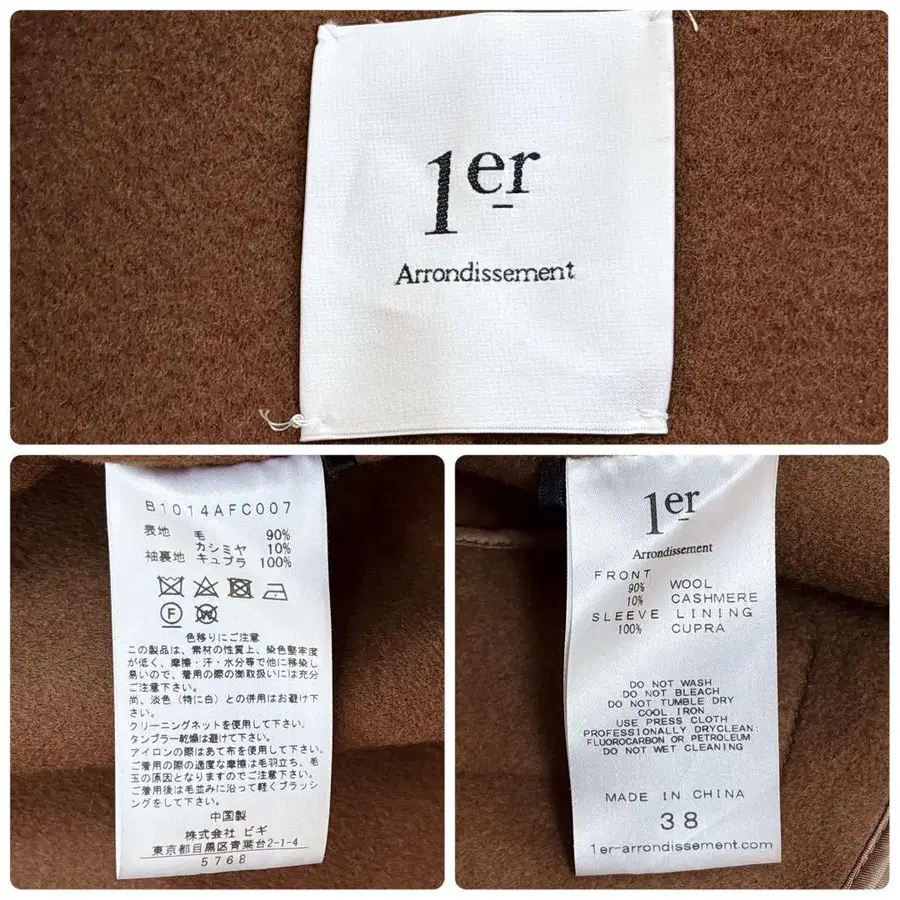 1er
Arrondissement
B1014AFC007
表地 毛 90%
カシミヤ 10%
袖裏地 キュプラ 100%
F
W
色移りにご注意
この製品は、素材の性質上、染色堅牢度
が低く、摩擦・汗・水分等で他に移染し
易いので、着用の際の御取扱いには充分
ご注意下さい。
尚、淡色（特に白）との併用はお避け下
さい。
クリーニングネットを使用して下さい。
タンブラー乾燥は避けて下さい。
アイロンの際はあて布を使用して下さい。
ご着用の際の過度な摩擦は毛羽立ち、毛
玉の原因となりますのでご注意下さい。
ご着用後は毛並みに沿って軽くブラッシ
ングをして下さい。
中国製
株式会社 ビギ
東京都目黒区青葉台2-1-4
5768
1er
Arrondissement
FRONT
90% WOOL
10% CASHMERE
SLEEVE LINING
100% CUPRA
DO NOT WASH
DO NOT BLEACH
DO NOT TUMBLE DRY
COOL IRON
USE PRESS CLOTH
PROFESSIONALLY DRYCLEAN:
FLUOROCARBON OR PETROLEUM
DO NOT WET CLEANING
MADE IN CHINA
38
1er-arrondissement.com